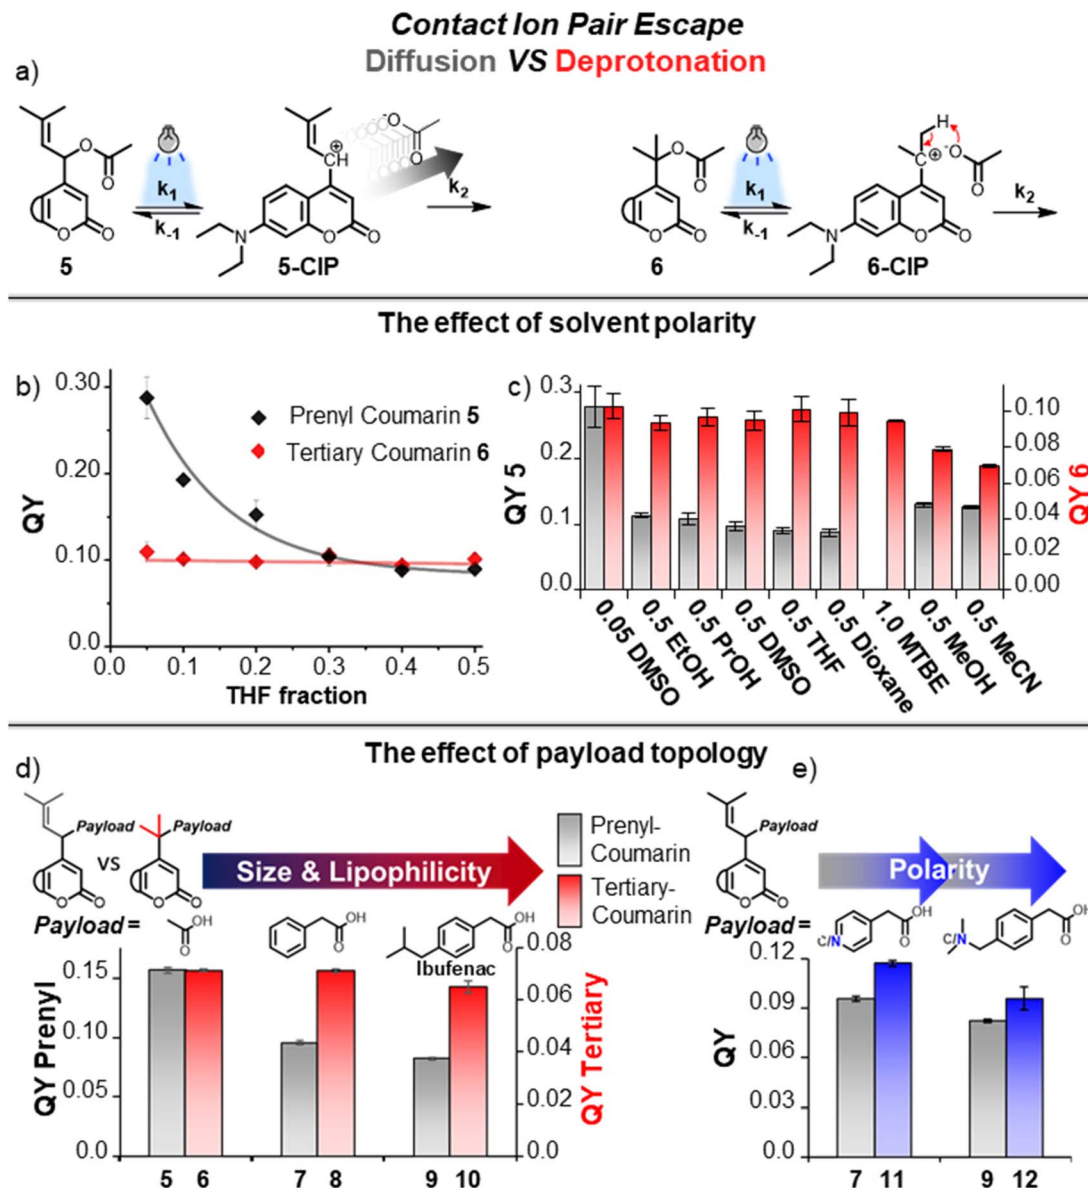 Contact Ion Pair Escape
Diffusion VS Deprotonation
a)
O
O
O
O
k1
k-1
5
CH
+
-O
O
N
O
O
5-CIP
k2
O
O
O
O
k1
k-1
6
H
C
+
-O
O
N
O
O
6-CIP
k2
The effect of solvent polarity
b)
0.30
0.20
0.10
0.0
QY
Prenyl Coumarin 5
Tertiary Coumarin 6
0.0 0.1 0.2 0.3 0.4 0.5
THF fraction
c)
0.3
0.2
0.1
0.0
QY 5
0.10
0.08
0.06
0.04
0.02
0.00
QY 6
0.05 DMSO
0.5 EtOH
0.5 PrOH
0.5 DMSO
0.5 THF
0.5 Dioxane
1.0 MTBE
0.5 MeOH
0.5 MeCN
The effect of payload topology
d)
Payload
vs
Payload
O
O
O
O
Size & Lipophilicity
Prenyl-
Coumarin
Tertiary-
Coumarin
Payload =
OH
O
OH
O
OH
O
Ibufenac
0.15
0.10
0.05
0.0
QY Prenyl
0.08
0.06
0.04
0.02
0.0
QY Tertiary
5 6 7 8 9 10
e)
Payload
O
O
Polarity
Payload =
C/N
OH
O
C/N
OH
O
0.12
0.09
0.06
0.03
0.0
QY
7 11 9 12